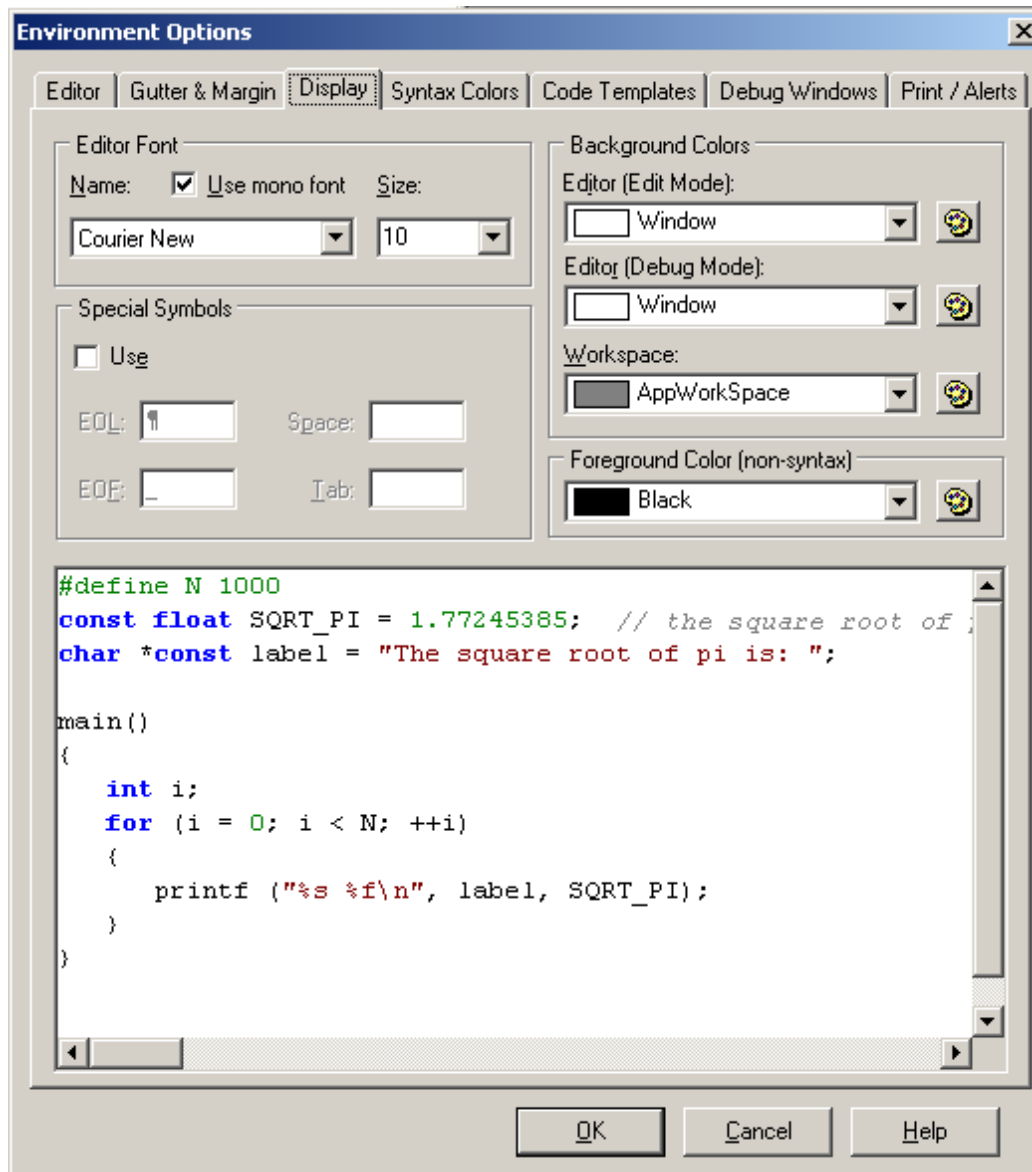 Environment Options
Editor Gutter & Margin Display Syntax Colors Code Templates Debug Windows Print / Alerts
Editor Font
Name: Use mono font Size:
Courier New 10
Special Symbols
Use
EOL: ¶ Space:
EOF: _ Tab:
Background Colors
Editor (Edit Mode):
Window
Editor (Debug Mode):
Window
Workspace:
AppWorkSpace
Foreground Color (non-syntax)
Black
#define N 1000
const float SQRT_PI = 1.77245385;  // the square root of
char *const label = "The square root of pi is: ";
main()
{
   int i;
   for (i = 0; i < N; ++i)
   {
      printf ("%s %f\n", label, SQRT_PI);
   }
}
OK Cancel Help